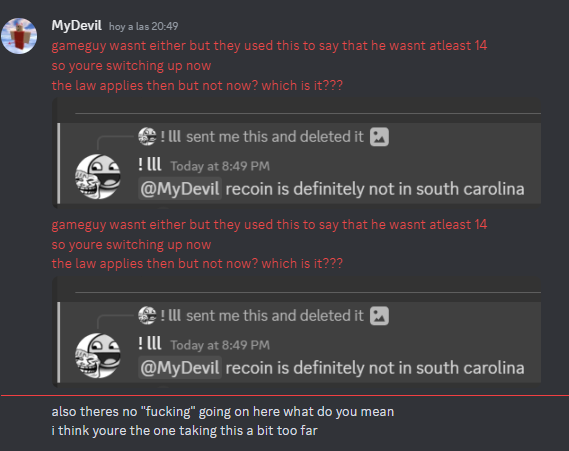 MyDevil hoy a las 20:49
gameguy wasnt either but they used this to say that he wasnt atleast 14
so youre switching up now
the law applies then but not now? which is it???
! lll sent me this and deleted it
! lll Today at 8:49 PM
@MyDevil recoin is definitely not in south carolina
gameguy wasnt either but they used this to say that he wasnt atleast 14
so youre switching up now
the law applies then but not now? which is it???
! lll sent me this and deleted it
! lll Today at 8:49 PM
@MyDevil recoin is definitely not in south carolina
also theres no "fucking" going on here what do you mean
i think youre the one taking this a bit too far